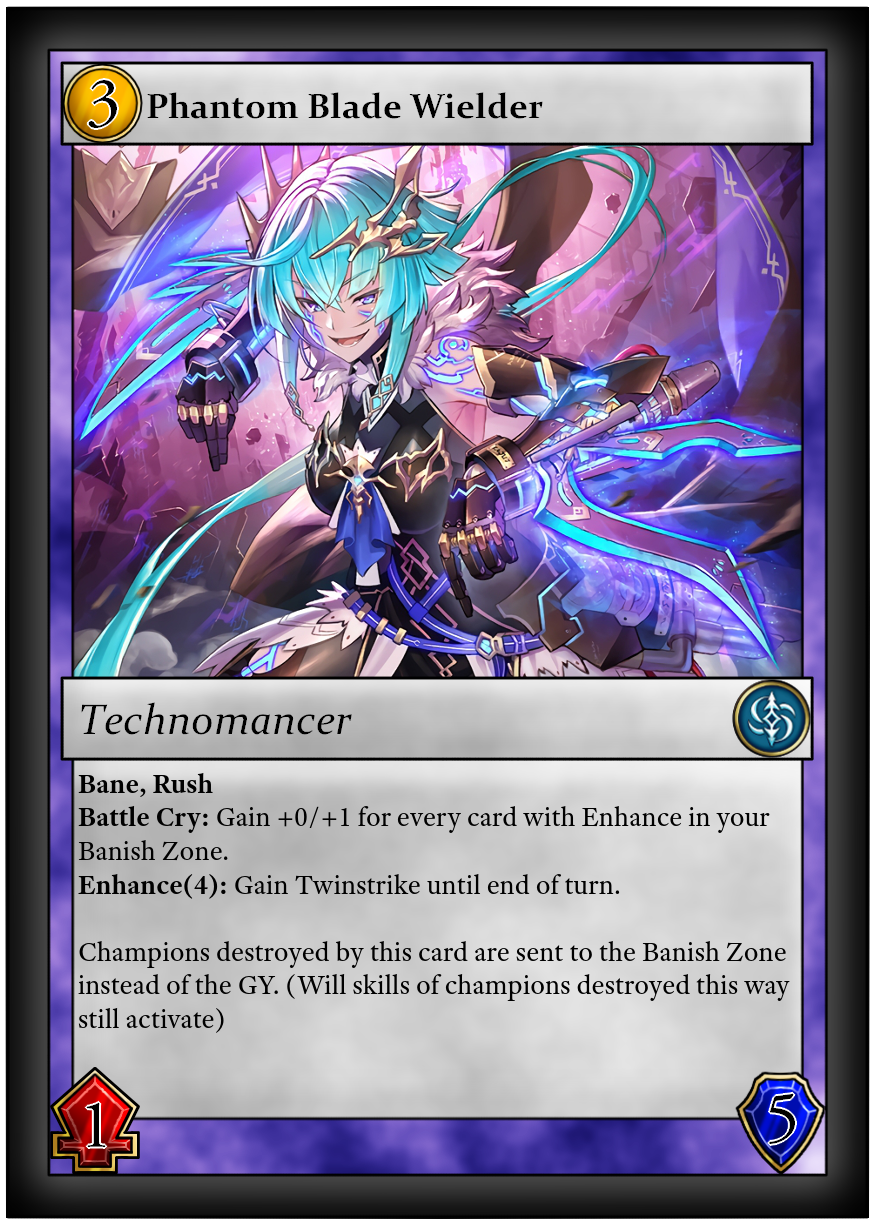 3 Phantom Blade Wielder
Technomancer
Bane, Rush
Battle Cry: Gain +0/+1 for every card with Enhance in your
Banish Zone.
Enhance(4): Gain Twinstrike until end of turn.
Champions destroyed by this card are sent to the Banish Zone
instead of the GY. (Will skills of champions destroyed this way
still activate)
1
5